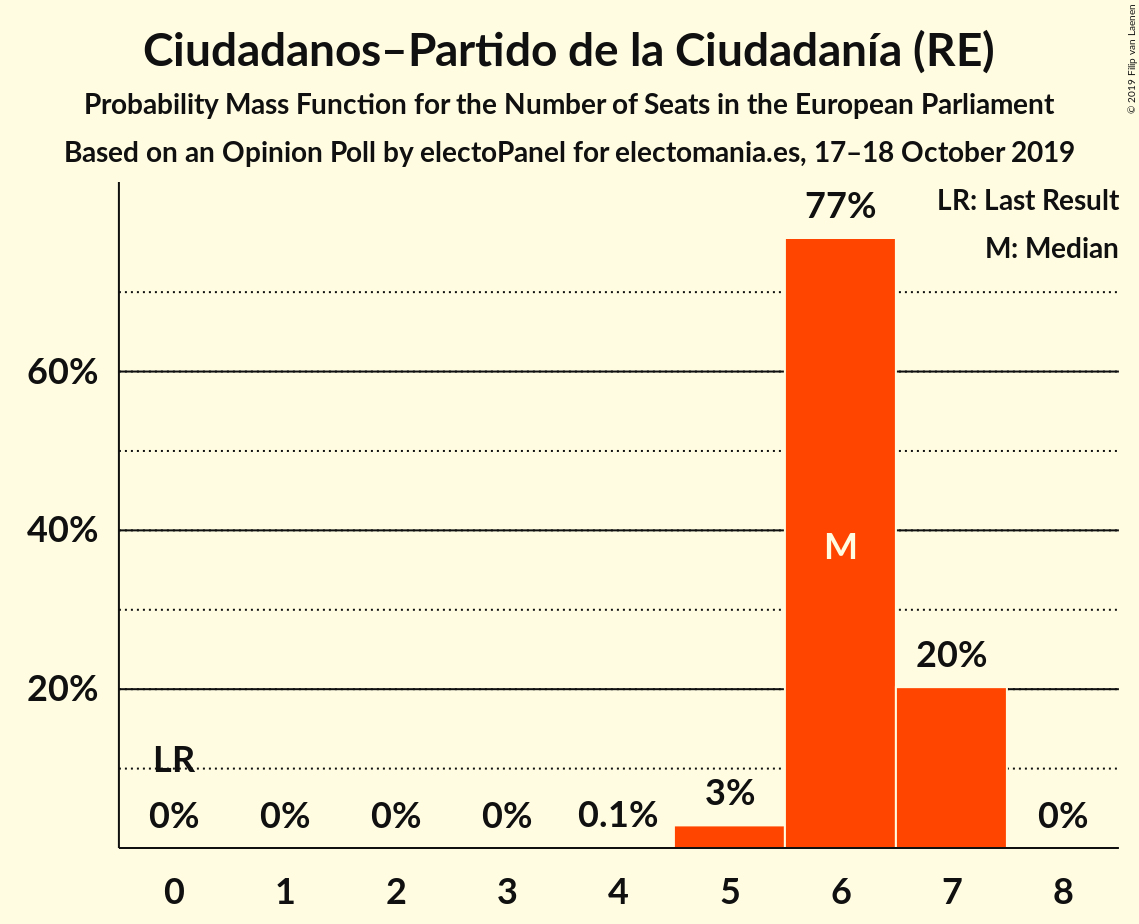 Ciudadanos–Partido de la Ciudadanía (RE)
Probability Mass Function for the Number of Seats in the European Parliament
Based on an Opinion Poll by electoPanel for electomania.es, 17–18 October 2019
© 2019 Filip van Laenen
LR: Last Result
M: Median
77%
60%
40%
M
20%
20%
LR
0%
0%
0%
0%
0.1%
3%
0%
0 1 2 3 4 5 6 7 8